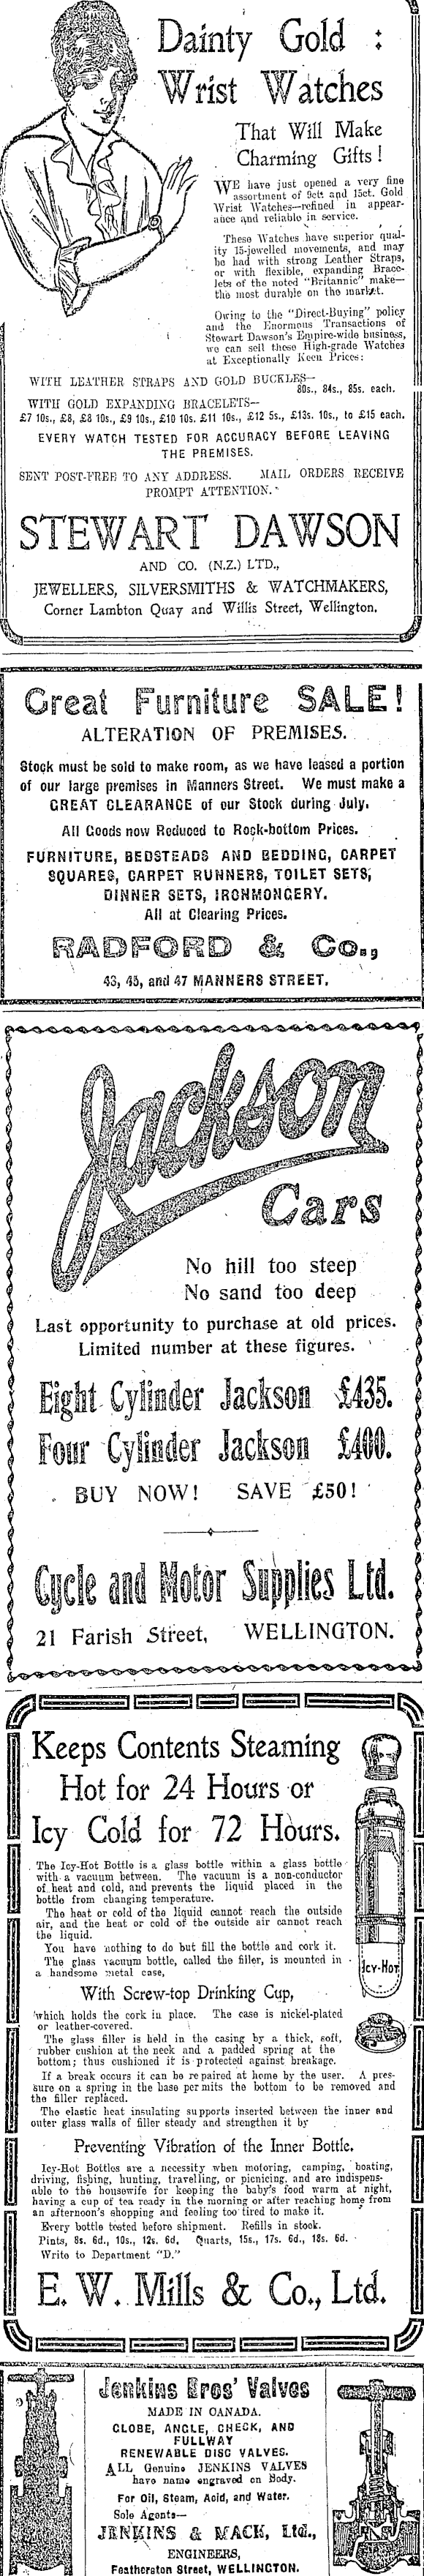 Dainty Gold :
Wrist Watches
That Will Make
Charming Gifts!
WE have just opened a very fine
assortment of 9ct. and 15ct. Gold
Wrist Watches—refined in appear-
ance and reliable in service.
These Watches have superior qual-
ity 15-jewelled movements, and may
be had with strong Leather Straps,
or with flexible, expanding Brace-
lets of the noted "Britannic" make—
the most durable on the market.
Owing to the "Direct-Buying" policy
and the Enormous Transactions of
Stewart Dawson's Empire-wide business,
we can sell these High-grade Watches
at Exceptionally Keen Prices:
WITH LEATHER STRAPS AND GOLD BUCKLES—
80s., 84s., 85s. each.
WITH GOLD EXPANDING BRACELETS—
£7 10s., £8, £8 10s., £9 10s., £10 10s. £11 10s., £12 5s., £13s. 10s., to £15 each.
EVERY WATCH TESTED FOR ACCURACY BEFORE LEAVING
THE PREMISES.
SENT POST-FREE TO ANY ADDRESS. MAIL ORDERS RECEIVE
PROMPT ATTENTION.
STEWART DAWSON
AND CO. (N.Z.) LTD.,
JEWELLERS, SILVERSMITHS & WATCHMAKERS,
Corner Lambton Quay and Willis Street, Wellington.
Great Furniture SALE!
ALTERATION OF PREMISES.
Stock must be sold to make room, as we have leased a portion
of our large premises in Manners Street. We must make a
GREAT CLEARANCE of our Stock during July.
All Goods now Reduced to Rock-bottom Prices.
FURNITURE, BEDSTEADS AND BEDDING, CARPET
SQUARES, CARPET RUNNERS, TOILET SETS,
DINNER SETS, IRONMONGERY.
All at Clearing Prices.
RADFORD & Co.,
43, 45, and 47 MANNERS STREET.
Jackson
Cars
No hill too steep
No sand too deep
Last opportunity to purchase at old prices.
Limited number at these figures.
Eight Cylinder Jackson £435.
Four Cylinder Jackson £400.
BUY NOW! SAVE £50!
Cycle and Motor Supplies Ltd.
21 Farish Street, WELLINGTON.
Keeps Contents Steaming
Hot for 24 Hours or
Icy Cold for 72 Hours.
The Icy-Hot Bottle is a glass bottle within a glass bottle
with a vacuum between. The vacuum is a non-conductor
of heat and cold, and prevents the liquid placed in the
bottle from changing temperature.
The heat or cold of the liquid cannot reach the outside
air, and the heat or cold of the outside air cannot reach
the liquid.
You have nothing to do but fill the bottle and cork it.
The glass vacuum bottle, called the filler, is mounted in
a handsome metal case,
ICY-HOT
With Screw-top Drinking Cup,
which holds the cork in place. The case is nickel-plated
or leather-covered.
The glass filler is held in the casing by a thick, soft,
rubber cushion at the neck and a padded spring at the
bottom; thus cushioned it is protected against breakage.
If a break occurs it can be repaired at home by the user. A pres-
sure on a spring in the base permits the bottom to be removed and
the filler replaced.
The elastic heat insulating supports inserted between the inner and
outer glass walls of filler steady and strengthen it by
Preventing Vibration of the Inner Bottle.
Icy-Hot Bottles are a necessity when motoring, camping, boating,
driving, fishing, hunting, travelling, or picnicing, and are indispens-
able to the housewife for keeping the baby's food warm at night,
having a cup of tea ready in the morning or after reaching home from
an afternoon's shopping and feeling too tired to make it.
Every bottle tested before shipment. Refills in stock.
Pints, 8s. 6d., 10s., 12s. 6d. Quarts, 15s., 17s. 6d., 18s. 6d.
Write to Department "D."
E. W. Mills & Co., Ltd.
Jenkins Bros' Valves
MADE IN CANADA.
GLOBE, ANGLE, CHECK, AND
FULLWAY
RENEWABLE DISC VALVES.
ALL Genuine JENKINS VALVES
have name engraved on Body.
For Oil, Steam, Acid, and Water.
Sole Agents—
JENKINS & MACK, Ltd.,
ENGINEERS,
Featherston Street, WELLINGTON.